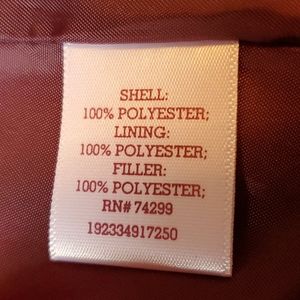 SHELL:
100% POLYESTER;
LINING:
100% POLYESTER;
FILLER:
100% POLYESTER;
RN# 74299
192334917250